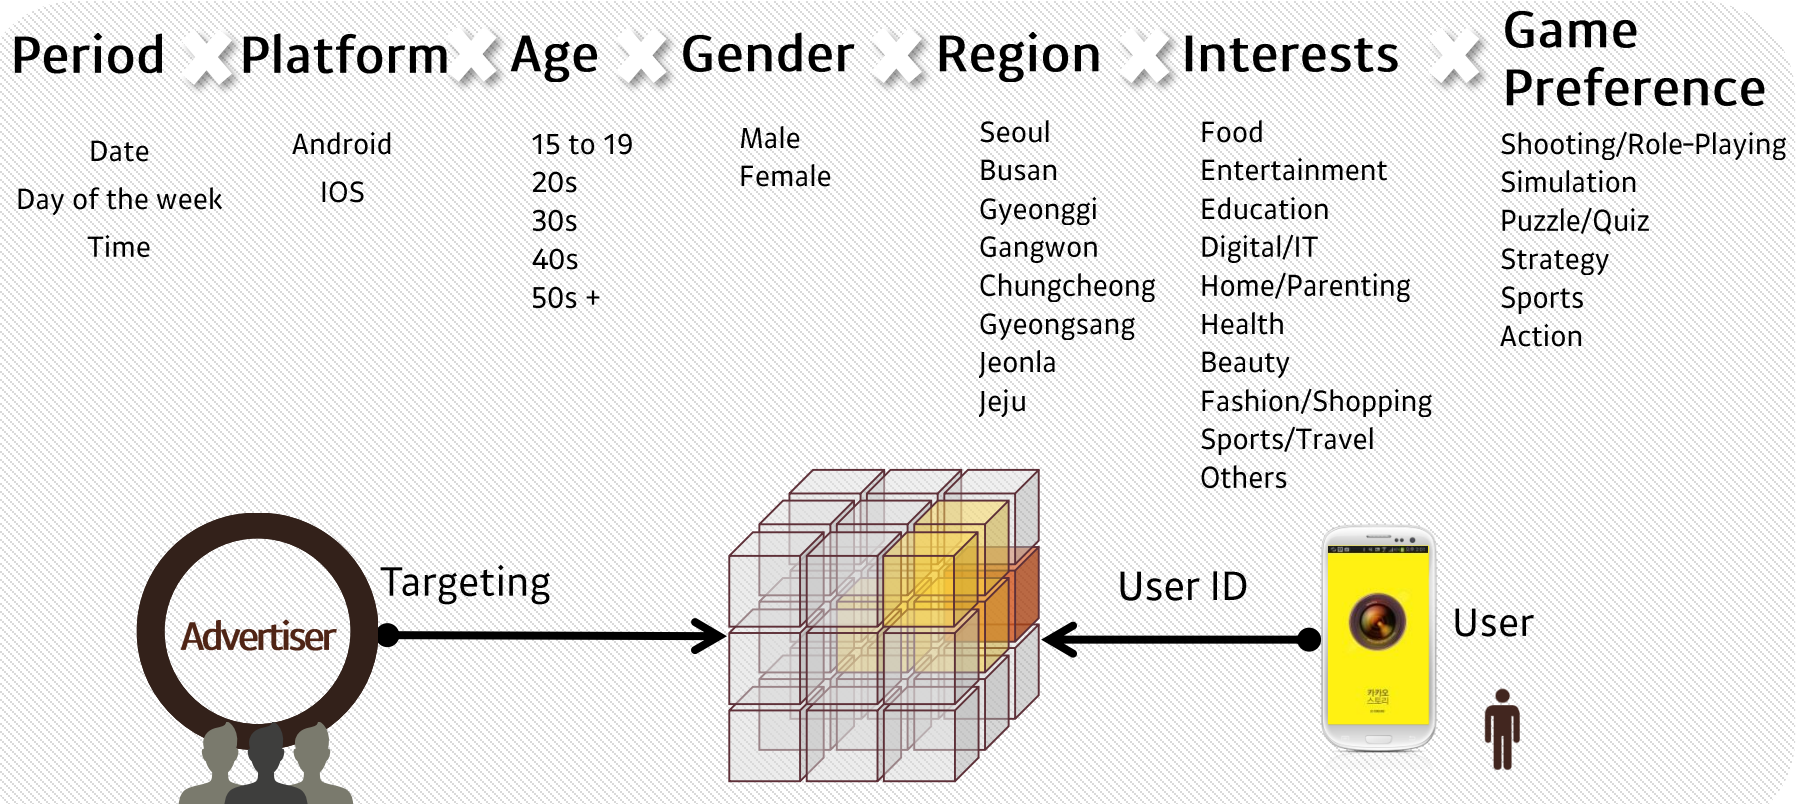 Period
Platform
Age
Gender
Region
Interests
Game
Preference
Date
Day of the week
Time
Android
IOS
15 to 19
20s
30s
40s
50s +
Male
Female
Seoul
Busan
Gyeonggi
Gangwon
Chungcheong
Gyeongsang
Jeonla
Jeju
Food
Entertainment
Education
Digital/IT
Home/Parenting
Health
Beauty
Fashion/Shopping
Sports/Travel
Others
Shooting/Role-Playing
Simulation
Puzzle/Quiz
Strategy
Sports
Action
Advertiser
Targeting
User ID
User
카카오
스토리